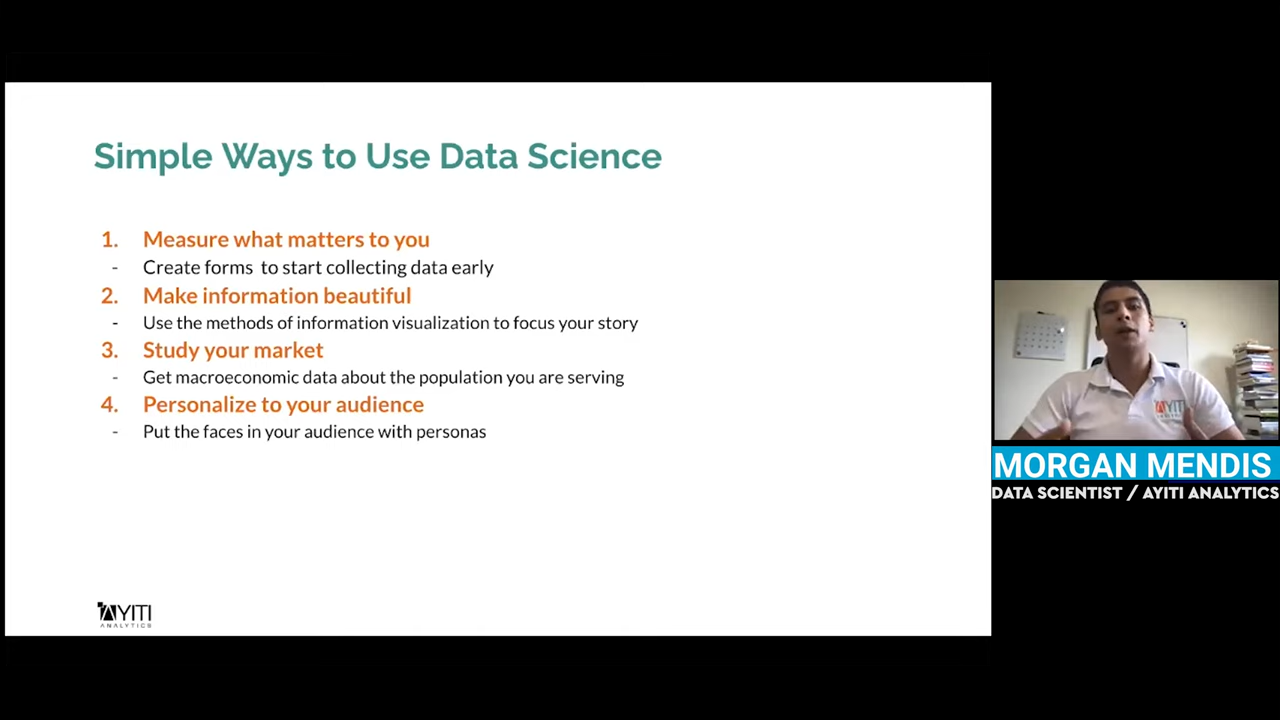 Simple Ways to Use Data Science
1. Measure what matters to you
- Create forms to start collecting data early
2. Make information beautiful
- Use the methods of information visualization to focus your story
3. Study your market
- Get macroeconomic data about the population you are serving
4. Personalize to your audience
- Put the faces in your audience with personas
AYITI
ANALYTICS
AYITI
MORGAN MENDIS
DATA SCIENTIST / AYITI ANALYTICS